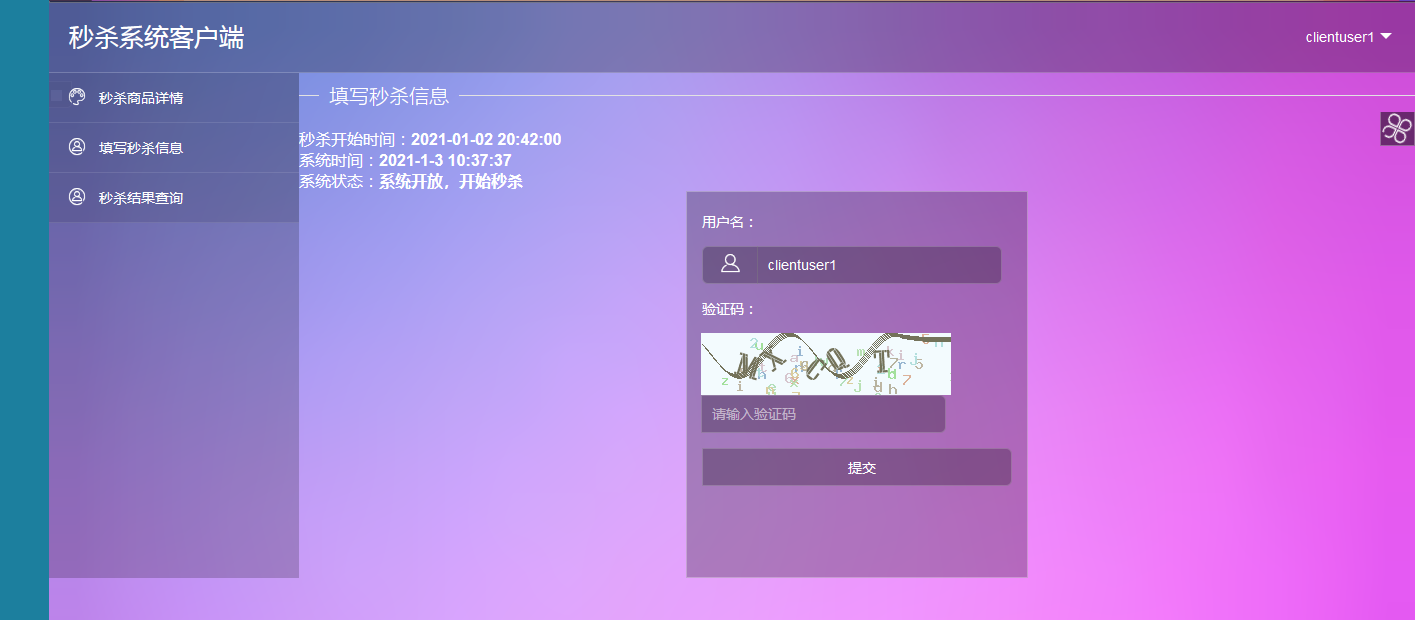 秒杀系统客户端
clientuser1
秒杀商品详情
填写秒杀信息
秒杀结果查询
填写秒杀信息
秒杀开始时间：2021-01-02 20:42:00
系统时间：2021-1-3 10:37:37
系统状态：系统开放，开始秒杀
用户名：
clientuser1
验证码：
请输入验证码
提交